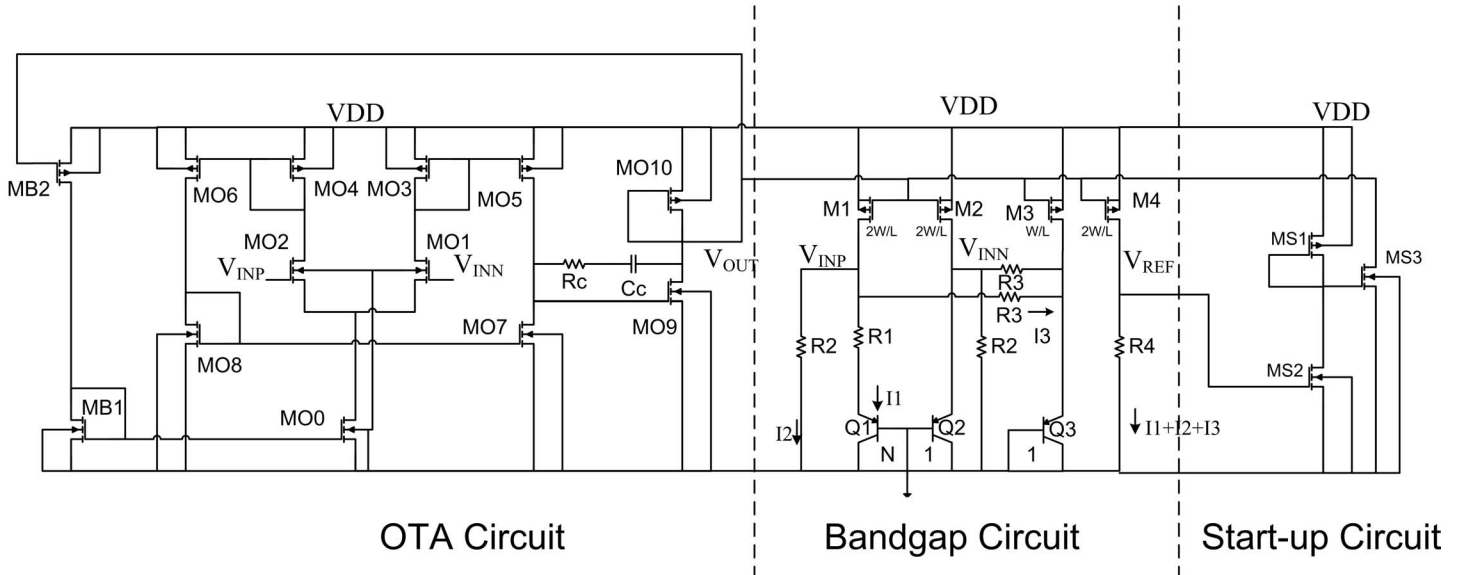 VDD
VDD
VDD
MB2
MO6
MO4
MO3
MO5
MO10
M1
M2
M3
M4
2W/L
2W/L
W/L
2W/L
MO2
MO1
VINP
VINN
VOUT
VINP
VINN
VREF
MS1
MS3
Rc
Cc
R3
R3
I3
MO8
MO7
MO9
R2
R1
R2
R4
MS2
MB1
MO0
I1
I2
Q1
Q2
Q3
I1+I2+I3
N
1
1
OTA Circuit
Bandgap Circuit
Start-up Circuit